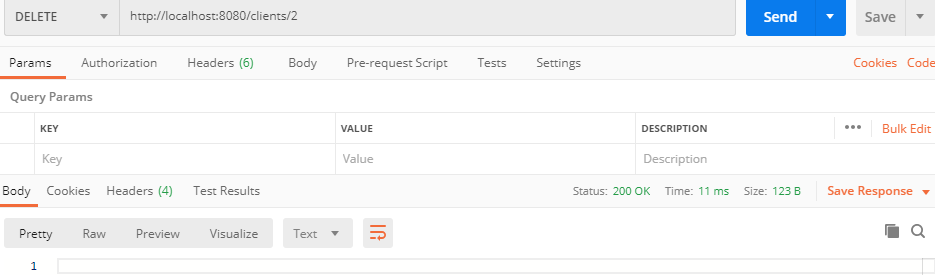 DELETE http://localhost:8080/clients/2 Send Save
Params Authorization Headers (6) Body Pre-request Script Tests Settings Cookies Code
Query Params
KEY VALUE DESCRIPTION ••• Bulk Edit
Key Value Description
Body Cookies Headers (4) Test Results Status: 200 OK Time: 11 ms Size: 123 B Save Response
Pretty Raw Preview Visualize Text
1